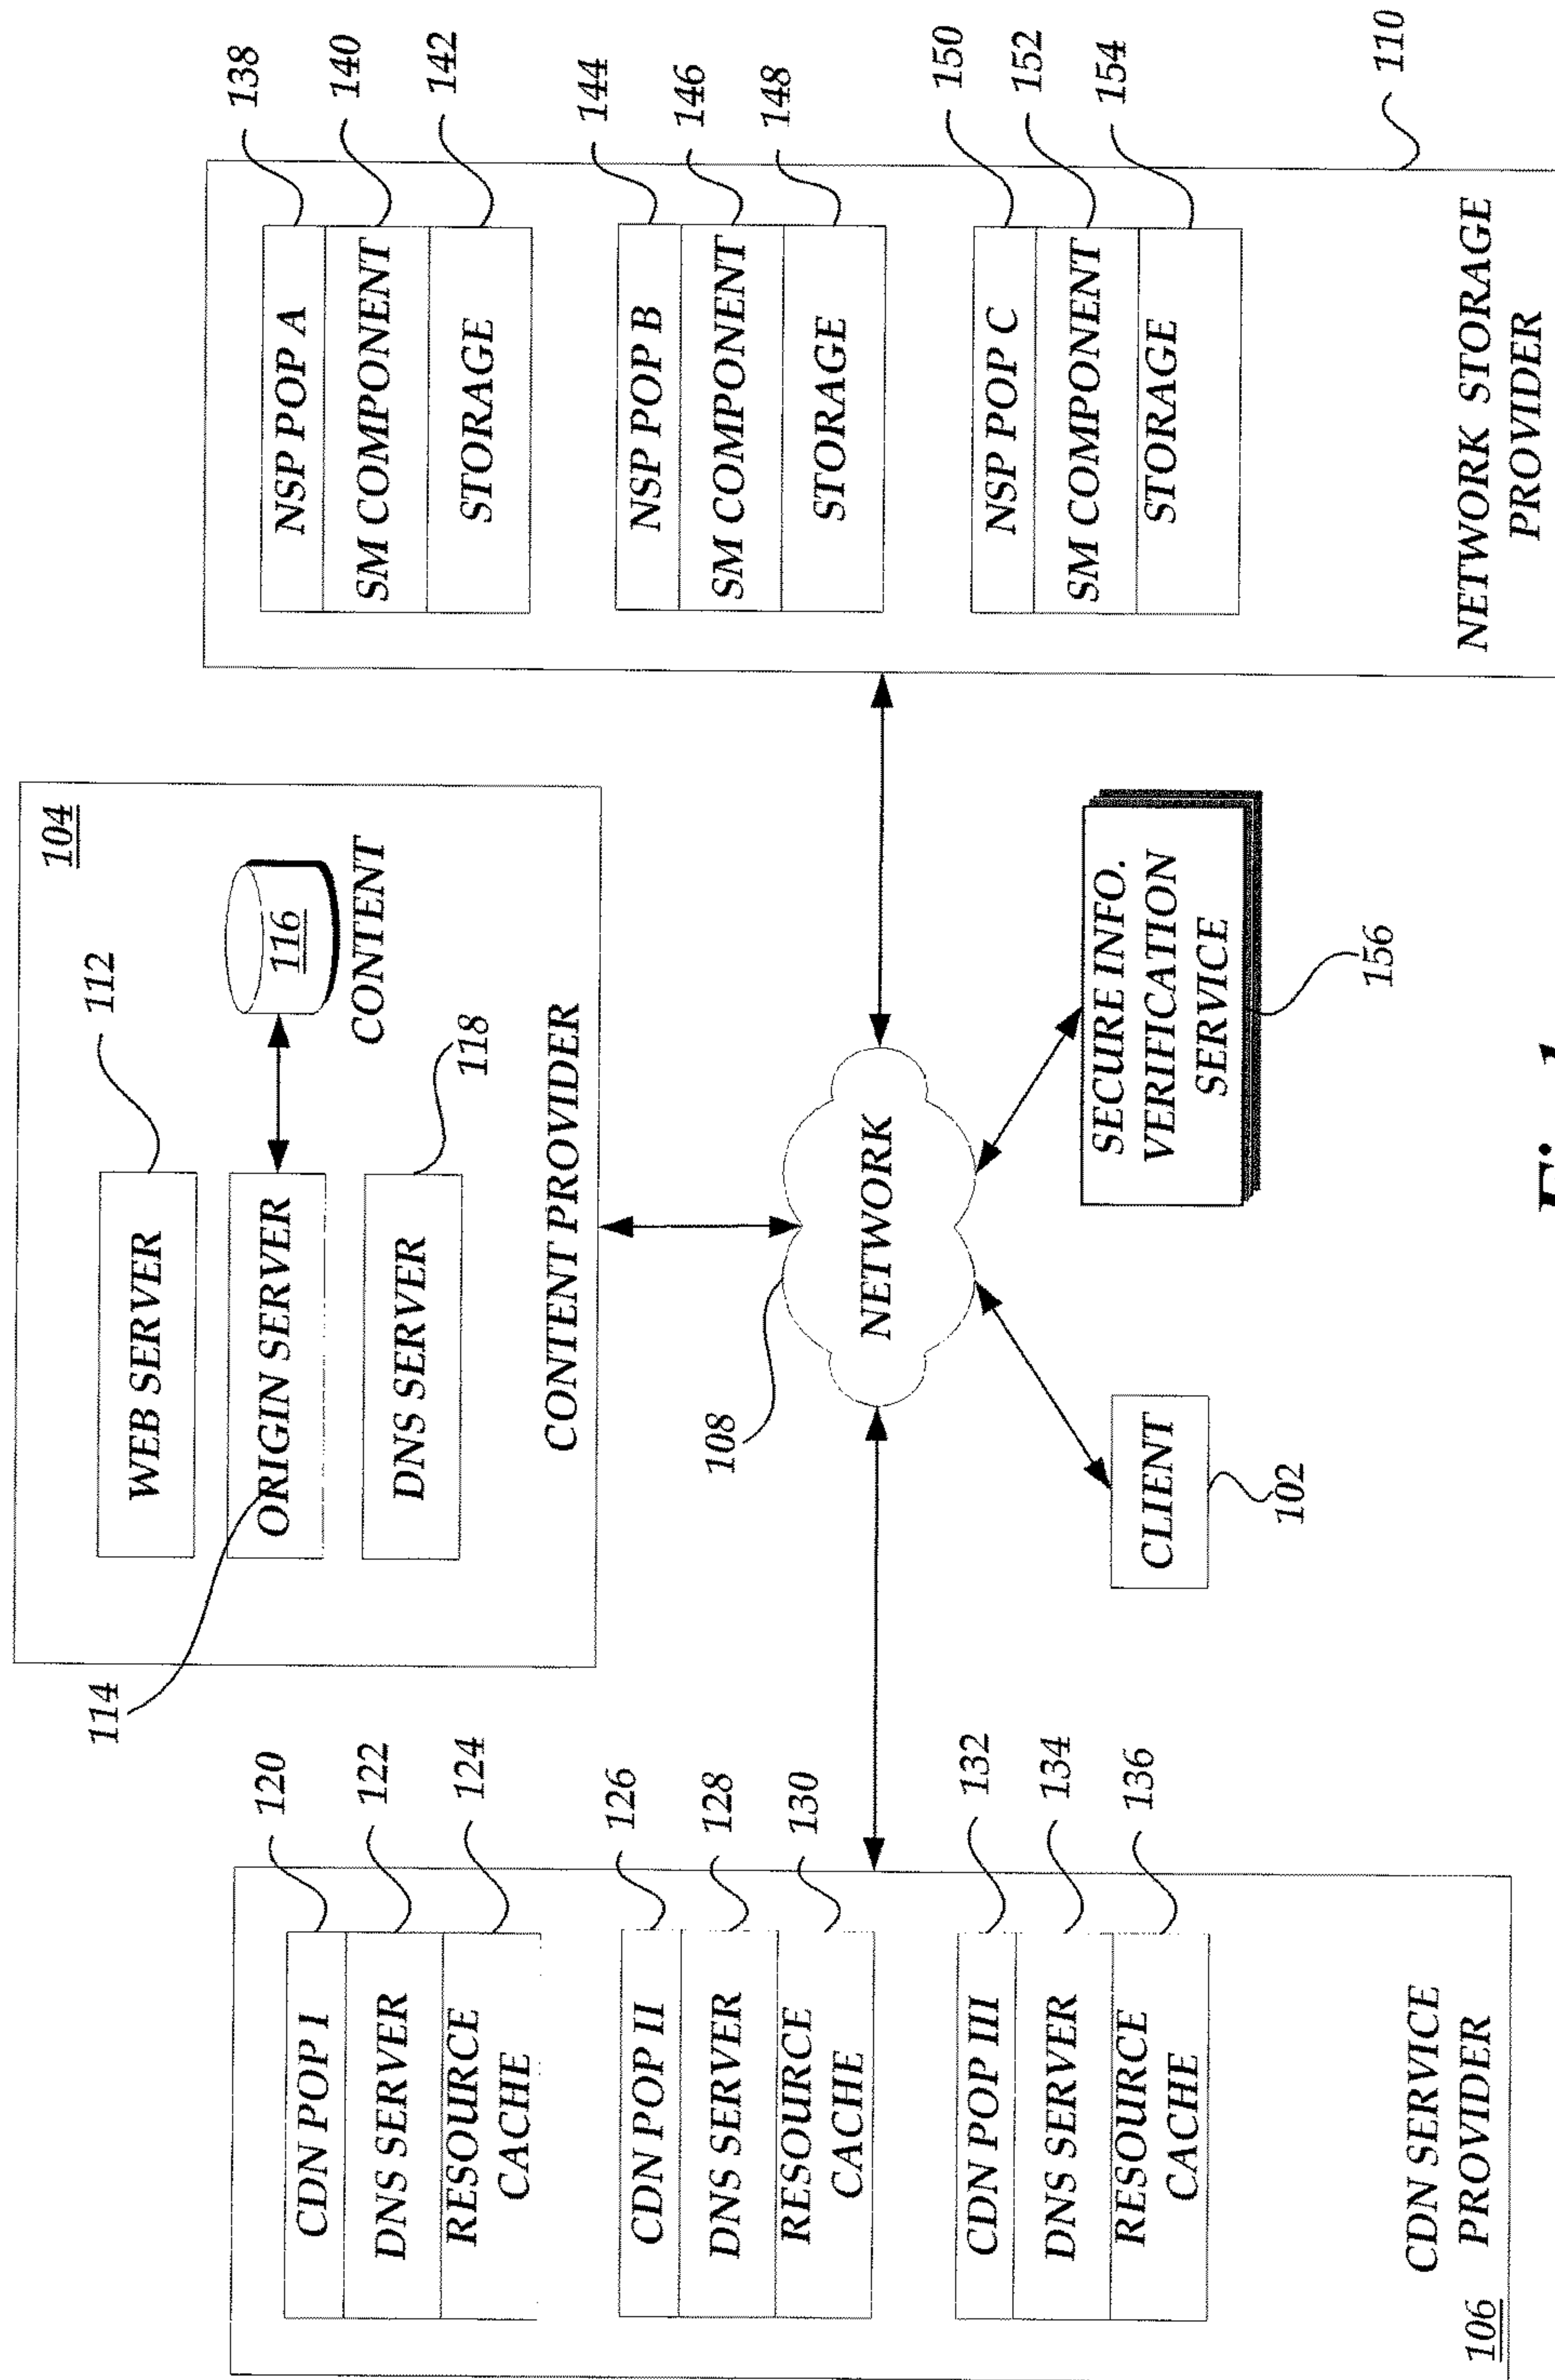 104
112
WEB SERVER
ORIGIN SERVER
114
116
CONTENT
DNS SERVER
118
CONTENT PROVIDER
120
CDN POP I
122
DNS SERVER
124
RESOURCE
CACHE
126
CDN POP II
128
DNS SERVER
130
RESOURCE
CACHE
132
CDN POP III
134
DNS SERVER
136
RESOURCE
CACHE
CDN SERVICE
PROVIDER
106
108
NETWORK
CLIENT
102
SECURE INFO.
VERIFICATION
SERVICE
156
NSP POP A
138
SM COMPONENT
140
STORAGE
142
NSP POP B
144
SM COMPONENT
146
STORAGE
148
NSP POP C
150
SM COMPONENT
152
STORAGE
154
110
NETWORK STORAGE
PROVIDER